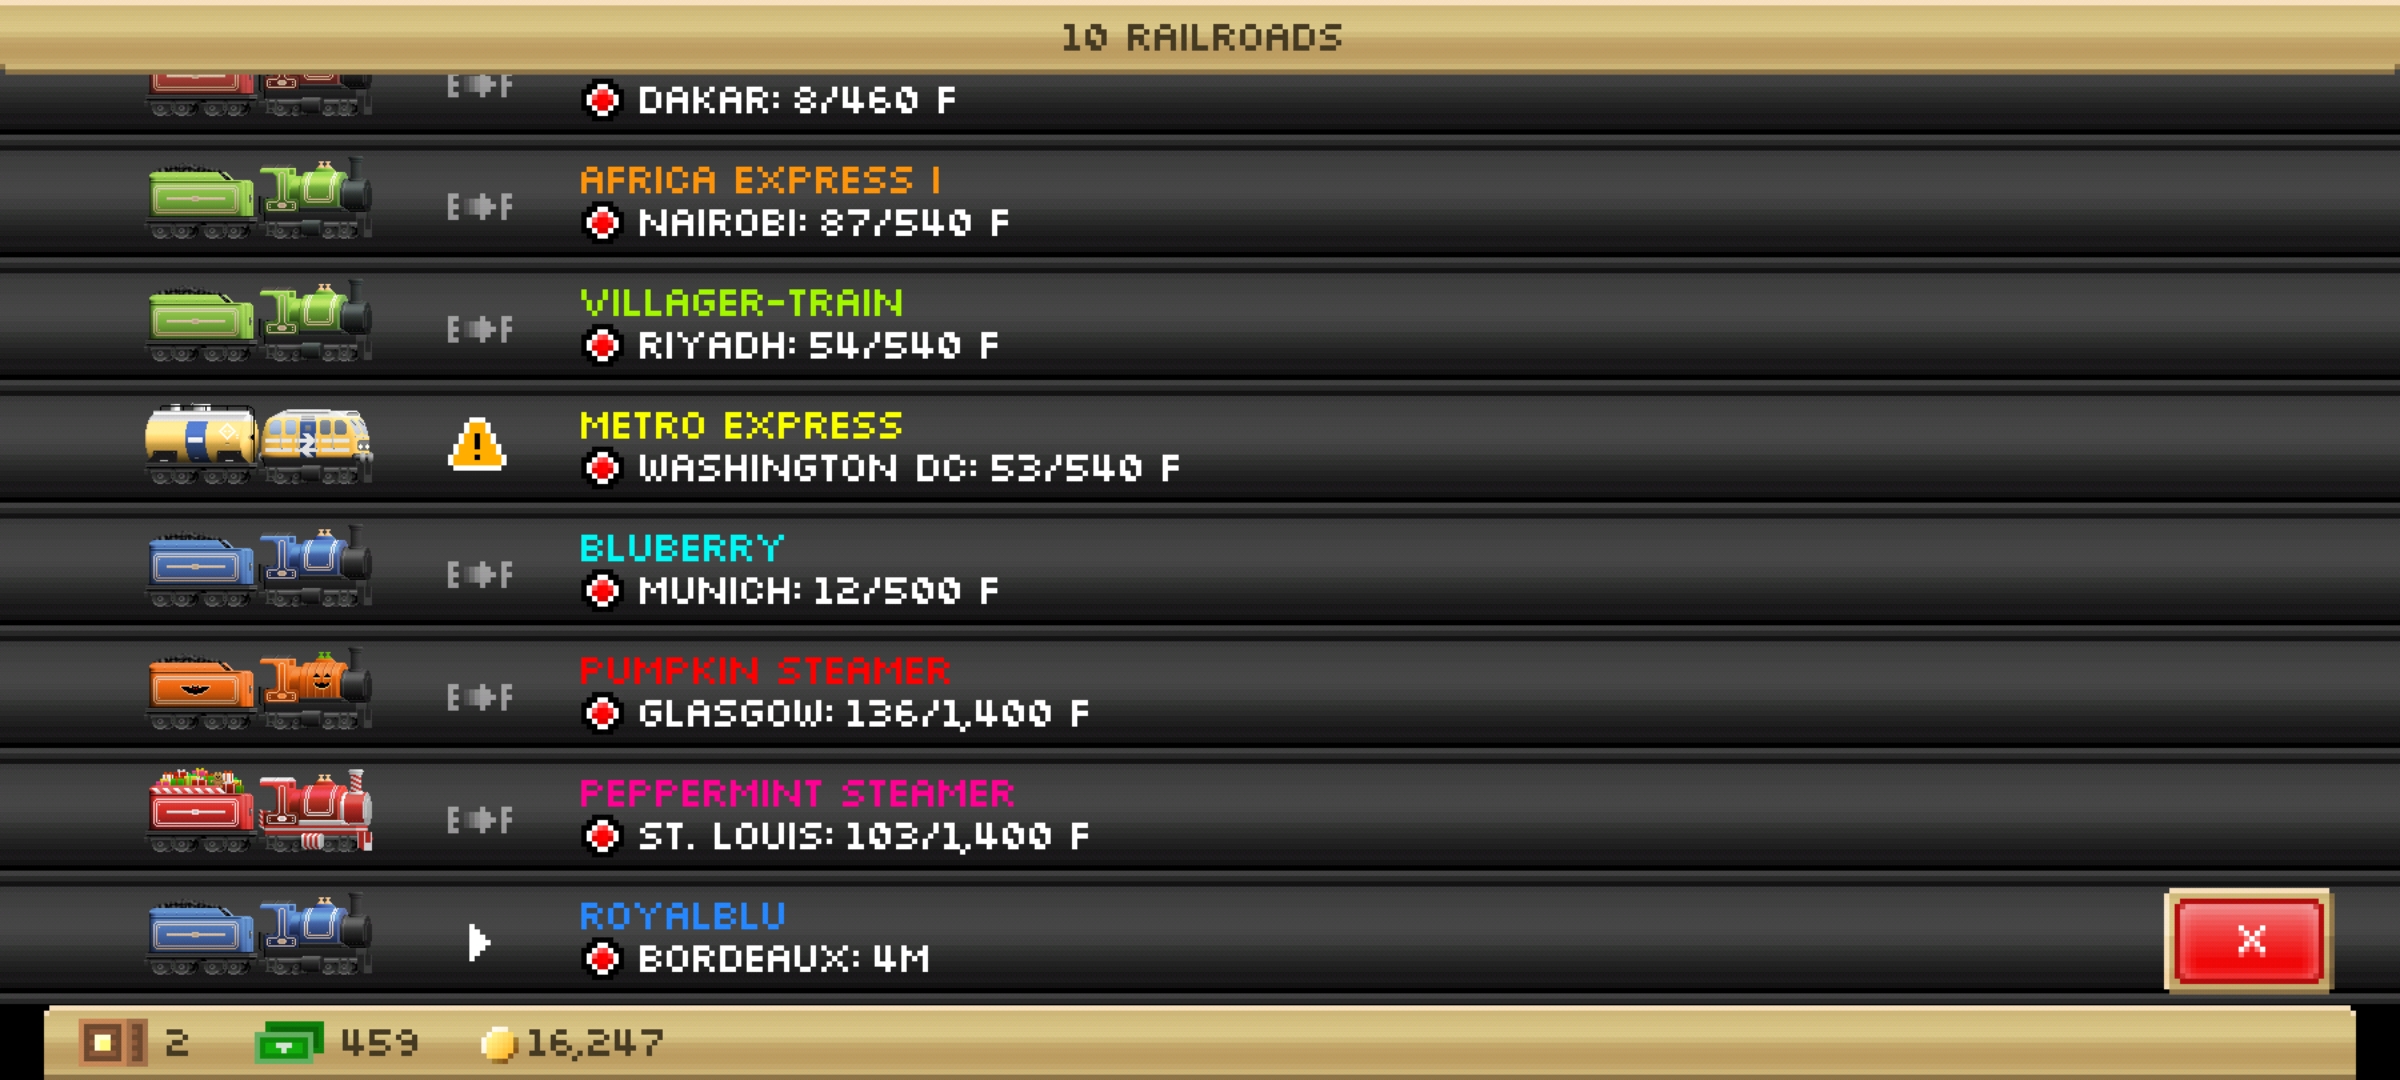 10 RAILROADS
E F DAKAR: 8/460 F
AFRICA EXPRESS I
E F NAIROBI: 87/540 F
VILLAGER-TRAIN
E F RIYADH: 54/540 F
METRO EXPRESS
! WASHINGTON DC: 53/540 F
BLUBERRY
E F MUNICH: 12/500 F
PUMPKIN STEAMER
E F GLASGOW: 136/1,400 F
PEPPERMINT STEAMER
E F ST. LOUIS: 103/1,400 F
ROYALBLU
BORDEAUX: 4M
X
2 459 16,247